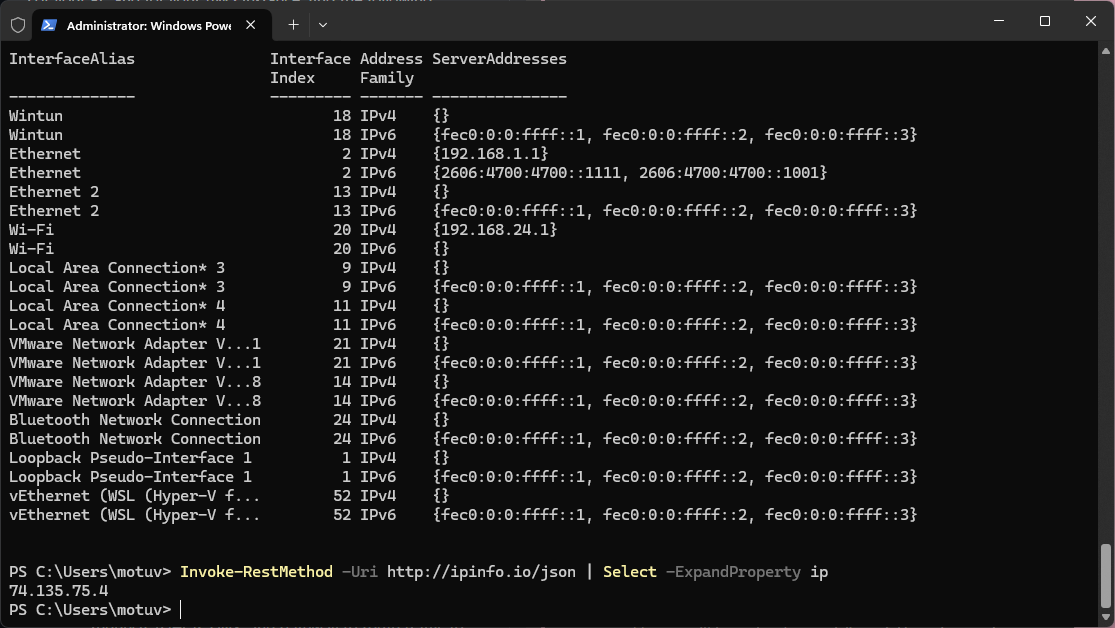 Administrator: Windows Powe
InterfaceAlias Interface Address ServerAddresses
Index Family
-------------- --------- ------- ---------------
Wintun 18 IPv4 {}
Wintun 18 IPv6 {fec0:0:0:ffff::1, fec0:0:0:ffff::2, fec0:0:0:ffff::3}
Ethernet 2 IPv4 {192.168.1.1}
Ethernet 2 IPv6 {2606:4700:4700::1111, 2606:4700:4700::1001}
Ethernet 2 13 IPv4 {}
Ethernet 2 13 IPv6 {fec0:0:0:ffff::1, fec0:0:0:ffff::2, fec0:0:0:ffff::3}
Wi-Fi 20 IPv4 {192.168.24.1}
Wi-Fi 20 IPv6 {}
Local Area Connection* 3 9 IPv4 {}
Local Area Connection* 3 9 IPv6 {fec0:0:0:ffff::1, fec0:0:0:ffff::2, fec0:0:0:ffff::3}
Local Area Connection* 4 11 IPv4 {}
Local Area Connection* 4 11 IPv6 {fec0:0:0:ffff::1, fec0:0:0:ffff::2, fec0:0:0:ffff::3}
VMware Network Adapter V...1 21 IPv4 {}
VMware Network Adapter V...1 21 IPv6 {fec0:0:0:ffff::1, fec0:0:0:ffff::2, fec0:0:0:ffff::3}
VMware Network Adapter V...8 14 IPv4 {}
VMware Network Adapter V...8 14 IPv6 {fec0:0:0:ffff::1, fec0:0:0:ffff::2, fec0:0:0:ffff::3}
Bluetooth Network Connection 24 IPv4 {}
Bluetooth Network Connection 24 IPv6 {fec0:0:0:ffff::1, fec0:0:0:ffff::2, fec0:0:0:ffff::3}
Loopback Pseudo-Interface 1 1 IPv4 {}
Loopback Pseudo-Interface 1 1 IPv6 {fec0:0:0:ffff::1, fec0:0:0:ffff::2, fec0:0:0:ffff::3}
vEthernet (WSL (Hyper-V f... 52 IPv4 {}
vEthernet (WSL (Hyper-V f... 52 IPv6 {fec0:0:0:ffff::1, fec0:0:0:ffff::2, fec0:0:0:ffff::3}
PS C:\Users\motuv> Invoke-RestMethod -Uri http://ipinfo.io/json | Select -ExpandProperty ip
74.135.75.4
PS C:\Users\motuv>